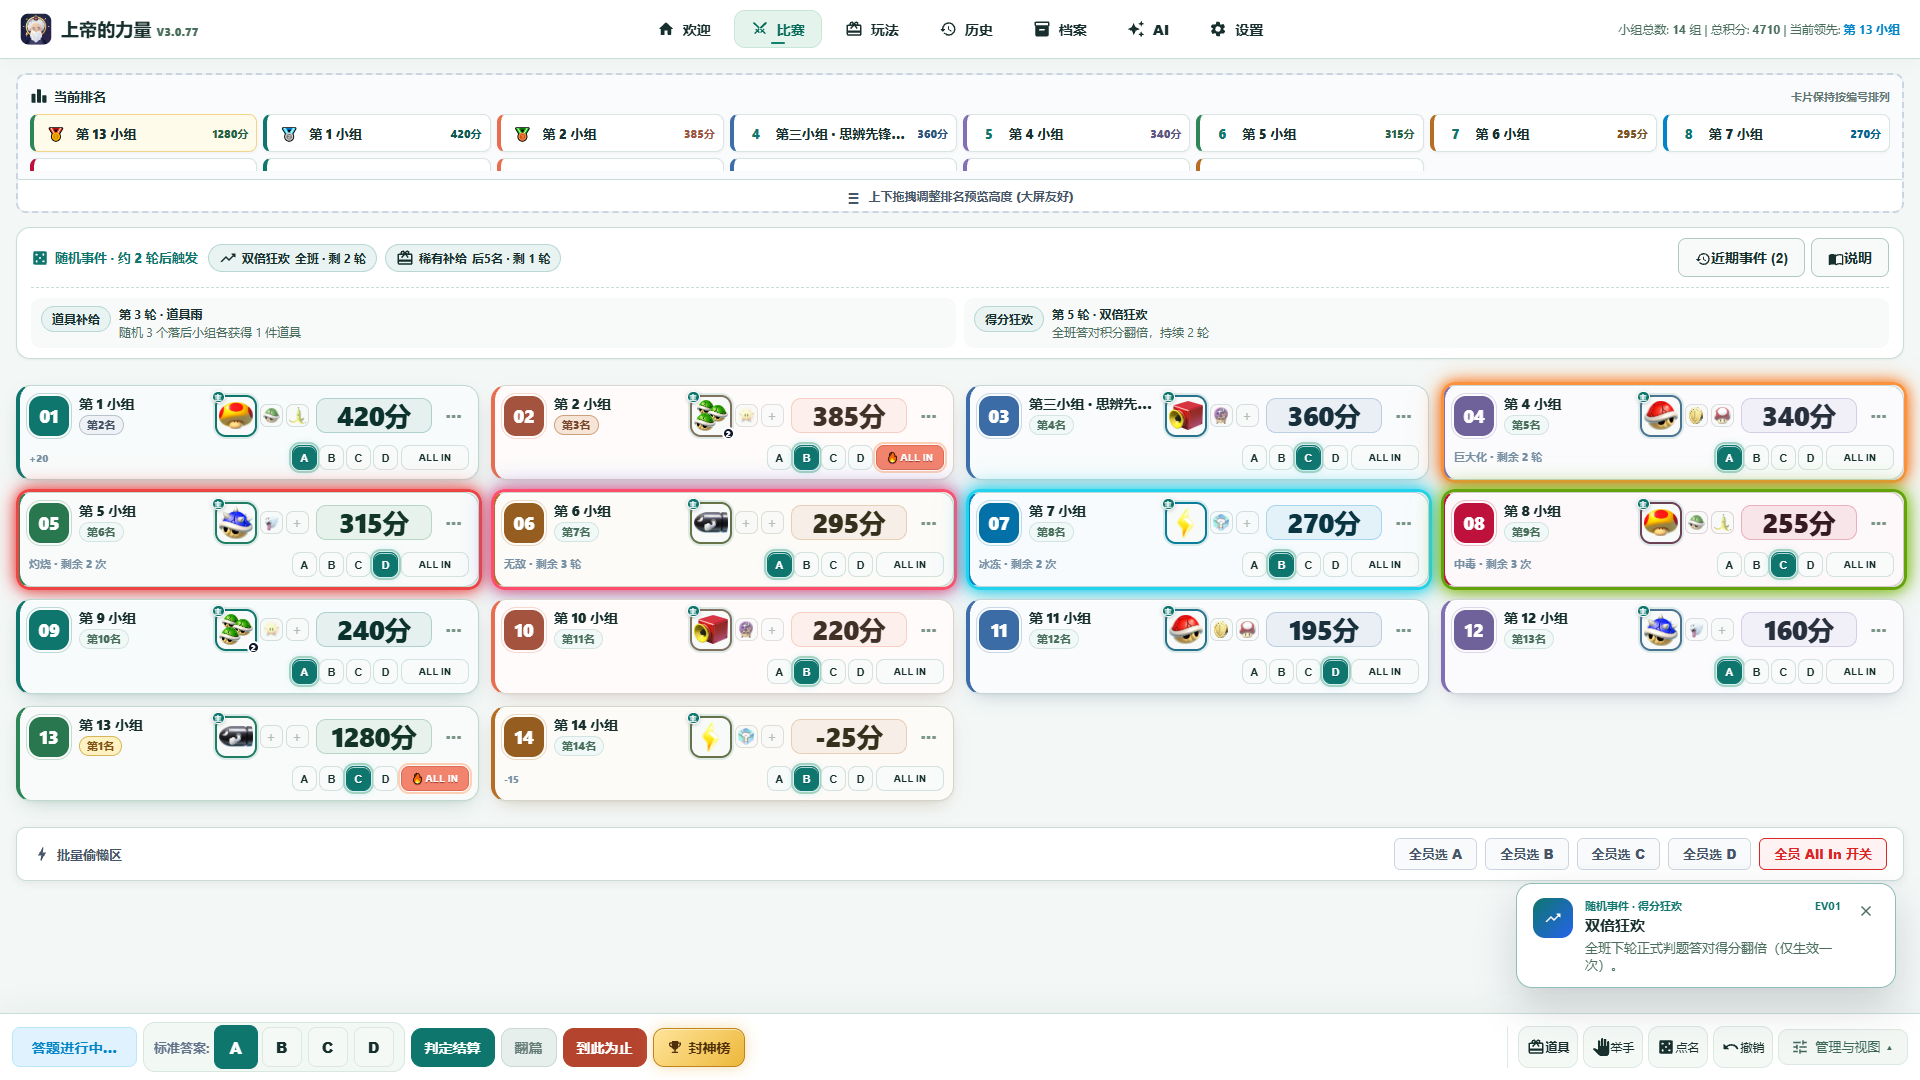 上帝的力量 V3.0.77
欢迎
比赛
玩法
历史
档案
AI
设置
小组总数: 14 组 | 总积分: 4710 | 当前领先: 第 13 小组
当前排名
卡片保持按编号排列
第 13 小组 1280分
第 1 小组 420分
第 2 小组 385分
4 第三小组 · 思辨先锋... 360分
5 第 4 小组 340分
6 第 5 小组 315分
7 第 6 小组 295分
8 第 7 小组 270分
上下拖拽调整排名预览高度 (大屏友好)
随机事件 · 约 2 轮后触发
双倍狂欢 全班 · 剩 2 轮
稀有补给 后5名 · 剩 1 轮
近期事件 (2)
说明
道具补给
第 3 轮 · 道具雨
随机 3 个落后小组各获得 1 件道具
得分狂欢
第 5 轮 · 双倍狂欢
全班答对积分翻倍，持续 2 轮
01 第 1 小组 第2名 + 420分
+20 A B C D ALL IN
02 第 2 小组 第3名 2 + 385分
A B C D ALL IN
03 第三小组 · 思辨先... 第4名 + 360分
A B C D ALL IN
04 第 4 小组 第5名 340分
巨大化 · 剩余 2 轮 A B C D ALL IN
05 第 5 小组 第6名 + 315分
灼烧 · 剩余 2 次 A B C D ALL IN
06 第 6 小组 第7名 + + 295分
无敌 · 剩余 3 轮 A B C D ALL IN
07 第 7 小组 第8名 + 270分
冰冻 · 剩余 2 次 A B C D ALL IN
08 第 8 小组 第9名 255分
中毒 · 剩余 3 次 A B C D ALL IN
09 第 9 小组 第10名 2 + 240分
A B C D ALL IN
10 第 10 小组 第11名 + 220分
A B C D ALL IN
11 第 11 小组 第12名 195分
A B C D ALL IN
12 第 12 小组 第13名 + 160分
A B C D ALL IN
13 第 13 小组 第1名 + + 1280分
A B C D ALL IN
14 第 14 小组 第14名 + -25分
-15 A B C D ALL IN
批量偷懒区
全员选 A
全员选 B
全员选 C
全员选 D
全员 All In 开关
随机事件 · 得分狂欢 EV01
双倍狂欢
全班下轮正式判题答对得分翻倍（仅生效一
次）。
答题进行中...
标准答案: A B C D
判定结算
翻篇
到此为止
封神榜
道具
举手
点名
撤销
管理与视图